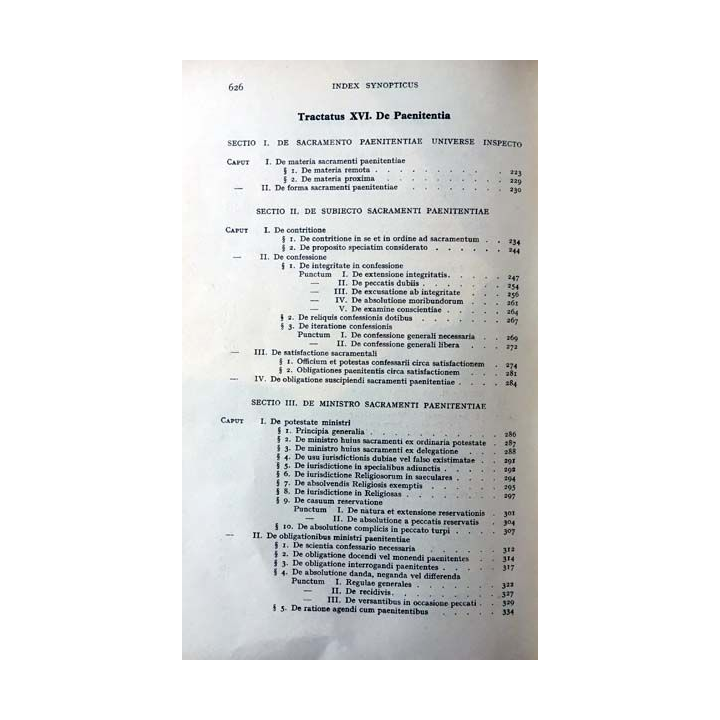 626 INDEX SYNOPTICUS
Tractatus XVI. De Paenitentia
SECTIO I. DE SACRAMENTO PAENITENTIAE UNIVERSE INSPECTO
CAPUT I. De materia sacramenti paenitentiae
§ 1. De materia remota . . . . . . . . . . . 223
§ 2. De materia proxima . . . . . . . . . . 229
— II. De forma sacramenti paenitentiae . . . . . . . . 230
SECTIO II. DE SUBIECTO SACRAMENTI PAENITENTIAE
CAPUT I. De contritione
§ 1. De contritione in se et in ordine ad sacramentum . . 234
§ 2. De proposito speciatim considerato . . . . . . 244
— II. De confessione
§ 1. De integritate in confessione
Punctum I. De extensione integritatis. . . . . . 247
— II. De peccatis dubiis . . . . . . . 254
— III. De excusatione ab integritate . . . . 256
— IV. De absolutione moribundorum . . . . 261
— V. De examine conscientiae . . . . . 264
§ 2. De reliquis confessionis dotibus . . . . . . . 267
§ 3. De iteratione confessionis
Punctum I. De confessione generali necessaria . . 269
— II. De confessione generali libera . . . . 272
— III. De satisfactione sacramentali
§ 1. Officium et potestas confessarii circa satisfactionem . . 274
§ 2. Obligationes paenitentis circa satisfactionem . . . . 281
— IV. De obligatione suscipiendi sacramenti paenitentiae . . . . 284
SECTIO III. DE MINISTRO SACRAMENTI PAENITENTIAE
CAPUT I. De potestate ministri
§ 1. Principia generalia . . . . . . . . . . . 286
§ 2. De ministro huius sacramenti ex ordinaria potestate . . 287
§ 3. De ministro huius sacramenti ex delegatione . . . . 288
§ 4. De usu iurisdictionis dubiae vel falso existimatae . . . 291
§ 5. De iurisdictione in specialibus adiunctis . . . . . 292
§ 6. De iurisdictione Religiosorum in saeculares . . . . 294
§ 7. De absolvendis Religiosis exemptis . . . . . . 295
§ 8. De iurisdictione in Religiosas . . . . . . . . 297
§ 9. De casuum reservatione
Punctum I. De natura et extensione reservationis . 301
— II. De absolutione a peccatis reservatis . . 304
§ 10. De absolutione complicis in peccato turpi . . . . 307
— II. De obligationibus ministri paenitentiae
§ 1. De scientia confessario necessaria . . . . . . . 312
§ 2. De obligatione docendi vel monendi paenitentes . . . 314
§ 3. De obligatione interrogandi paenitentes . . . . . 317
§ 4. De absolutione danda, neganda vel differenda
Punctum I. Regulae generales . . . . . . . 322
— II. De recidivis. . . . . . . . . 327
— III. De versantibus in occasione peccati . . 329
§ 5. De ratione agendi cum paenitentibus . . . . . . 334